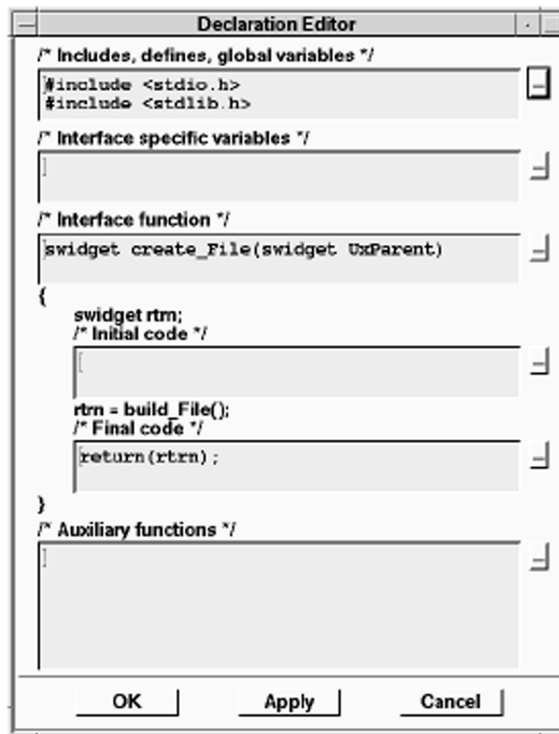 Declaration Editor
/* Includes, defines, global variables */
#include <stdio.h>
#include <stdlib.h>
/* Interface specific variables */
/* Interface function */
swidget create_File(swidget UxParent)
{
swidget rtrn;
/* Initial code */
rtrn = build_File();
/* Final code */
return(rtrn);
}
/* Auxiliary functions */
OK Apply Cancel